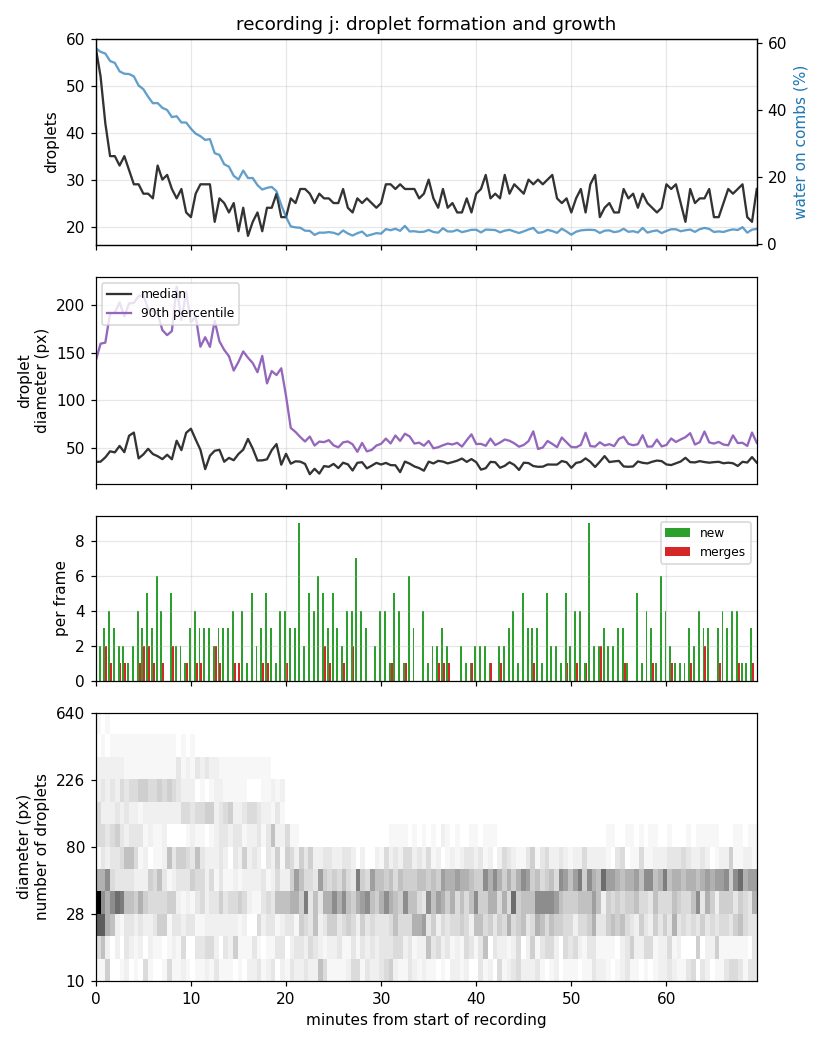 recording j: droplet formation and growth
60
50
40
30
20
droplets
60
40
20
0
water on combs (%)
median
90th percentile
200
150
100
50
droplet
diameter (px)
new
merges
8
6
4
2
0
per frame
640
226
80
28
10
diameter (px)
number of droplets
0 10 20 30 40 50 60
minutes from start of recording